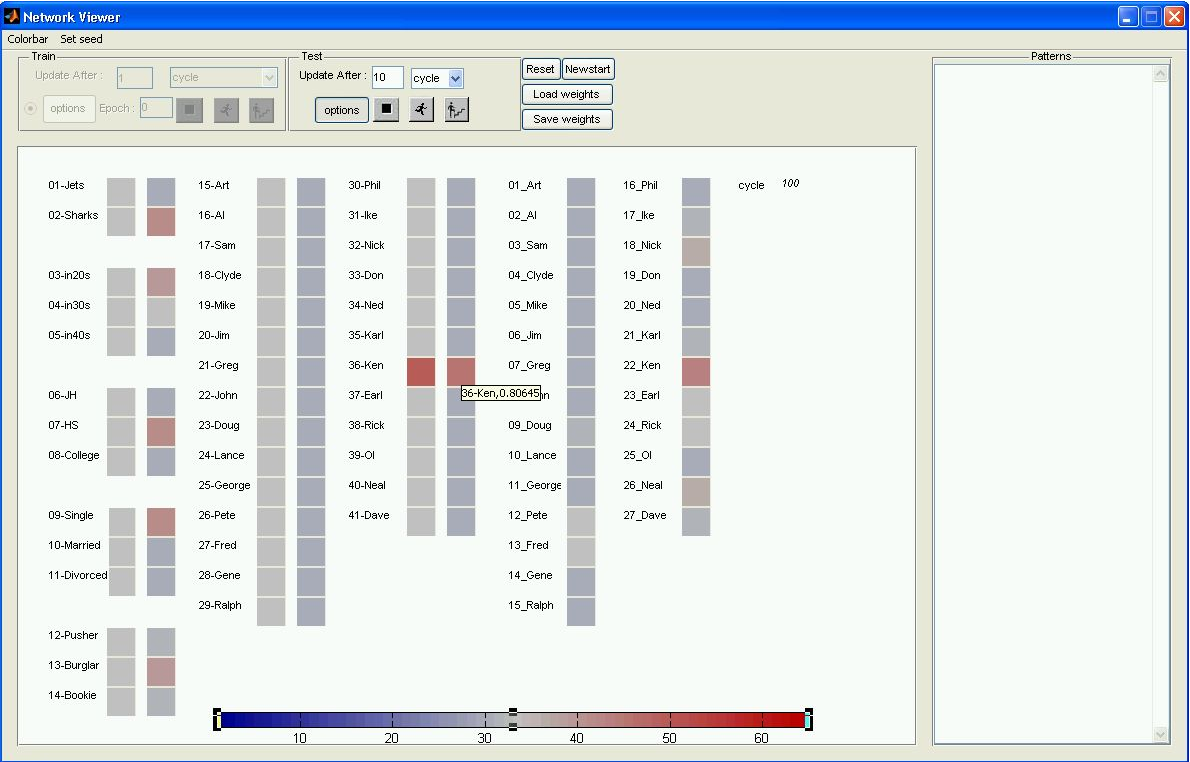 Network Viewer
Colorbar Set seed
Train
Update After : 1 cycle
options Epoch : 0
Test
Update After : 10 cycle
options
Reset Newstart
Load weights
Save weights
Patterns
01-Jets
02-Sharks
03-in20s
04-in30s
05-in40s
06-JH
07-HS
08-College
09-Single
10-Married
11-Divorced
12-Pusher
13-Burglar
14-Bookie
15-Art
16-Al
17-Sam
18-Clyde
19-Mike
20-Jim
21-Greg
22-John
23-Doug
24-Lance
25-George
26-Pete
27-Fred
28-Gene
29-Ralph
30-Phil
31-Ike
32-Nick
33-Don
34-Ned
35-Karl
36-Ken
37-Earl
38-Rick
39-Ol
40-Neal
41-Dave
36-Ken,0.80645
01_Art
02_Al
03_Sam
04_Clyde
05_Mike
06_Jim
07_Greg
09_Doug
10_Lance
11_George
12_Pete
13_Fred
14_Gene
15_Ralph
16_Phil
17_Ike
18_Nick
19_Don
20_Ned
21_Karl
22_Ken
23_Earl
24_Rick
25_Ol
26_Neal
27_Dave
cycle 100
10 20 30 40 50 60